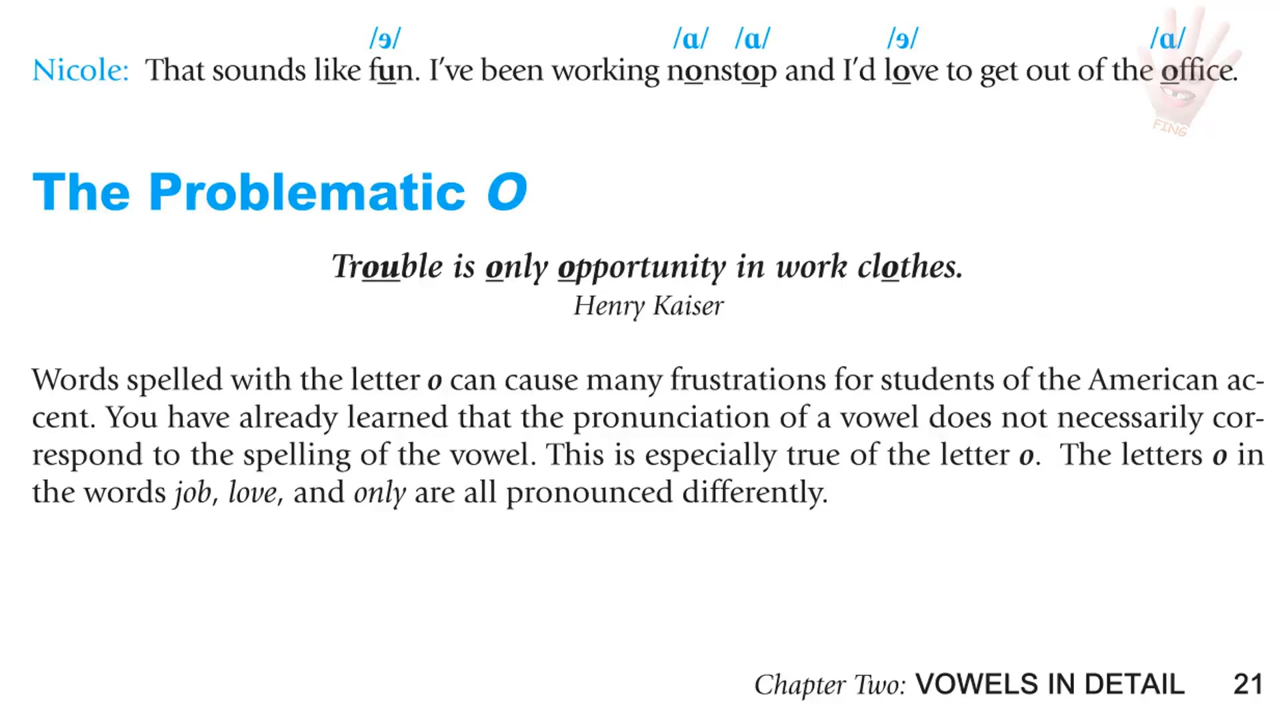 /ɘ/ /ɑ/ /ɑ/ /ɘ/ /ɑ/
Nicole: That sounds like fun. I've been working nonstop and I'd love to get out of the office.
FING
The Problematic O
Trouble is only opportunity in work clothes.
Henry Kaiser
Words spelled with the letter o can cause many frustrations for students of the American ac-
cent. You have already learned that the pronunciation of a vowel does not necessarily cor-
respond to the spelling of the vowel. This is especially true of the letter o. The letters o in
the words job, love, and only are all pronounced differently.
Chapter Two: VOWELS IN DETAIL 21